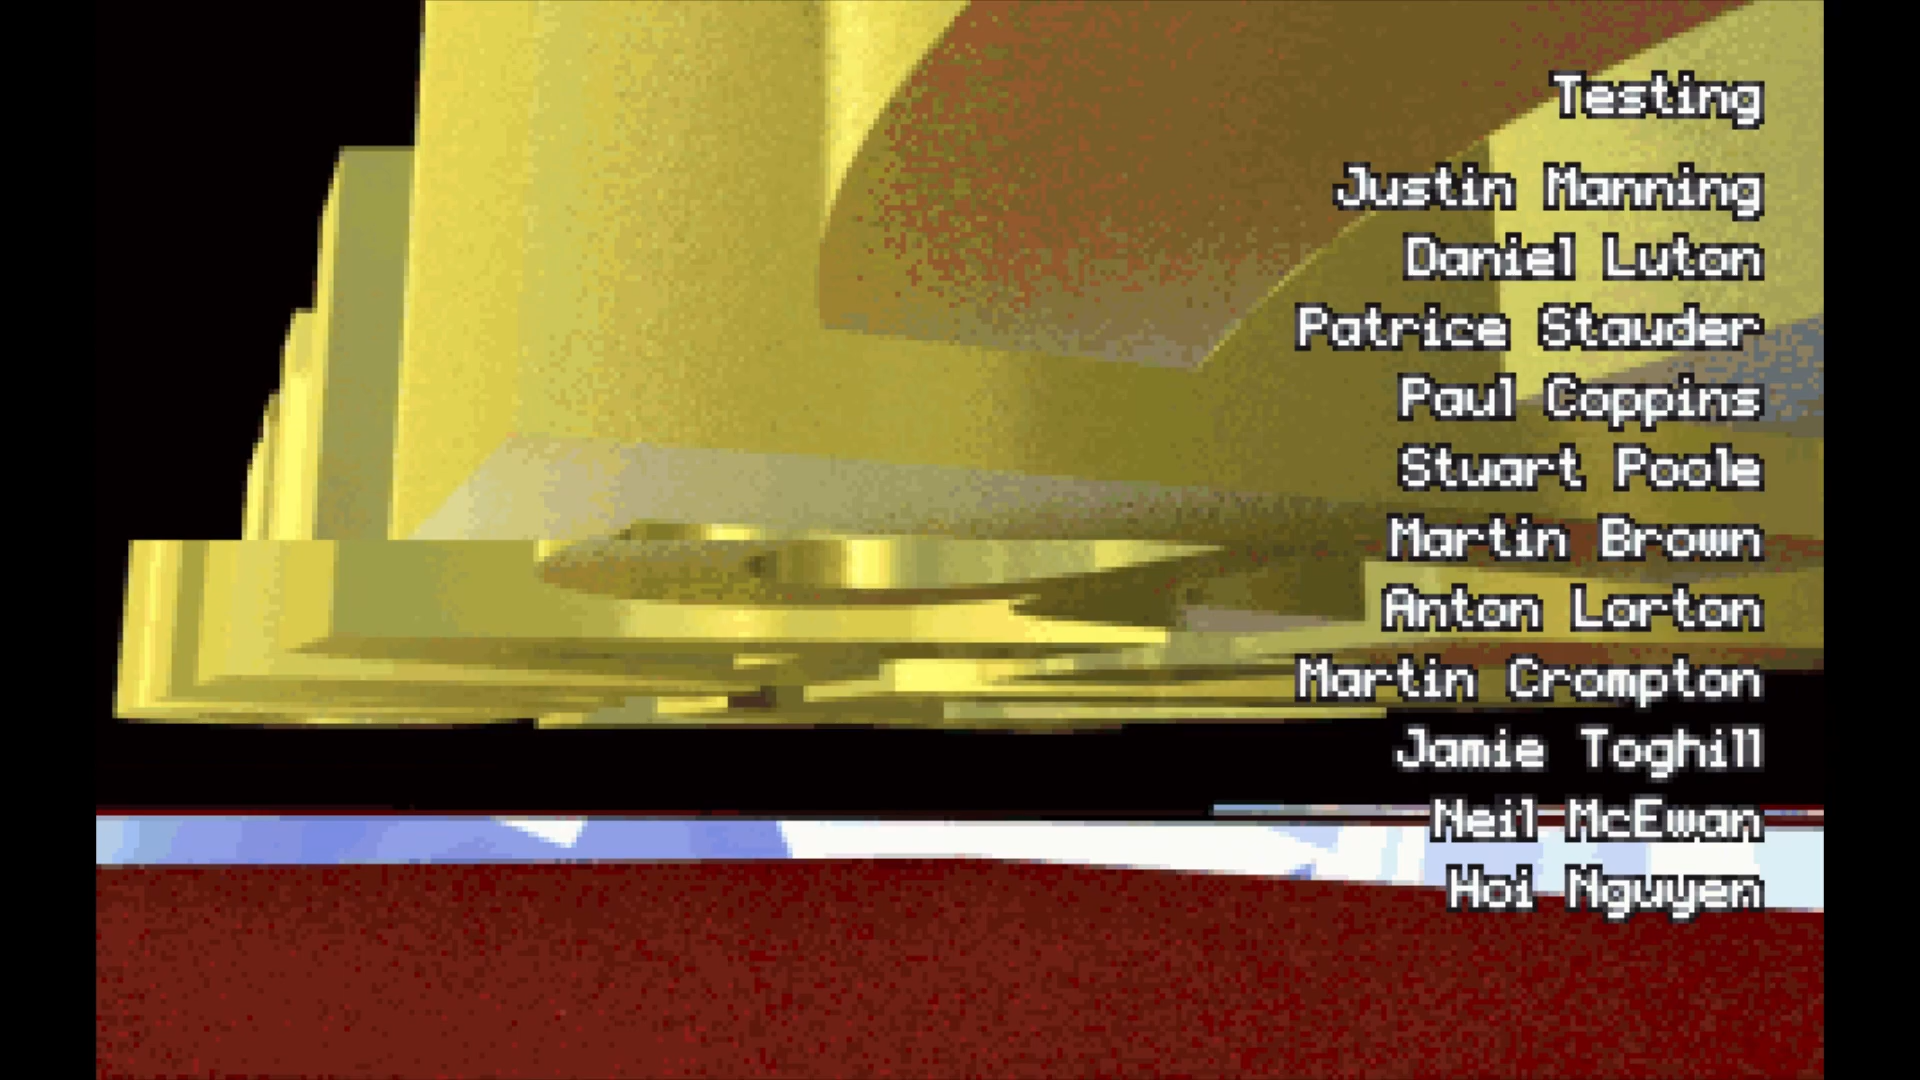 Testing
Justin Manning
Daniel Luton
Patrice Stauder
Paul Coppins
Stuart Poole
Martin Brown
Anton Lorton
Martin Crompton
Jamie Toghill
Neil McEwan
Hoi Nguyen